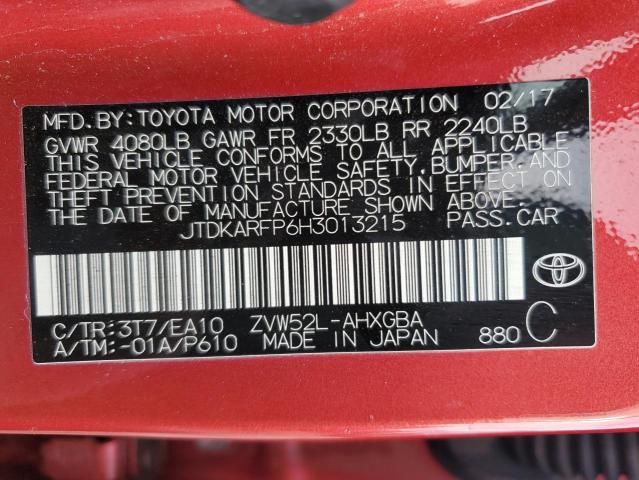 MFD. BY: TOYOTA MOTOR CORPORATION 02/17
GVWR 4080LB GAWR FR 2330LB RR 2240LB
THIS VEHICLE CONFORMS TO ALL APPLICABLE
FEDERAL MOTOR VEHICLE SAFETY, BUMPER, AND
THEFT PREVENTION STANDARDS IN EFFECT ON
THE DATE OF MANUFACTURE SHOWN ABOVE.
JTDKARFP6H3013215 PASS. CAR
C/TR: 3T7/EA10 ZVW52L-AHXGBA
A/TM: -01A/P610 MADE IN JAPAN 880 C